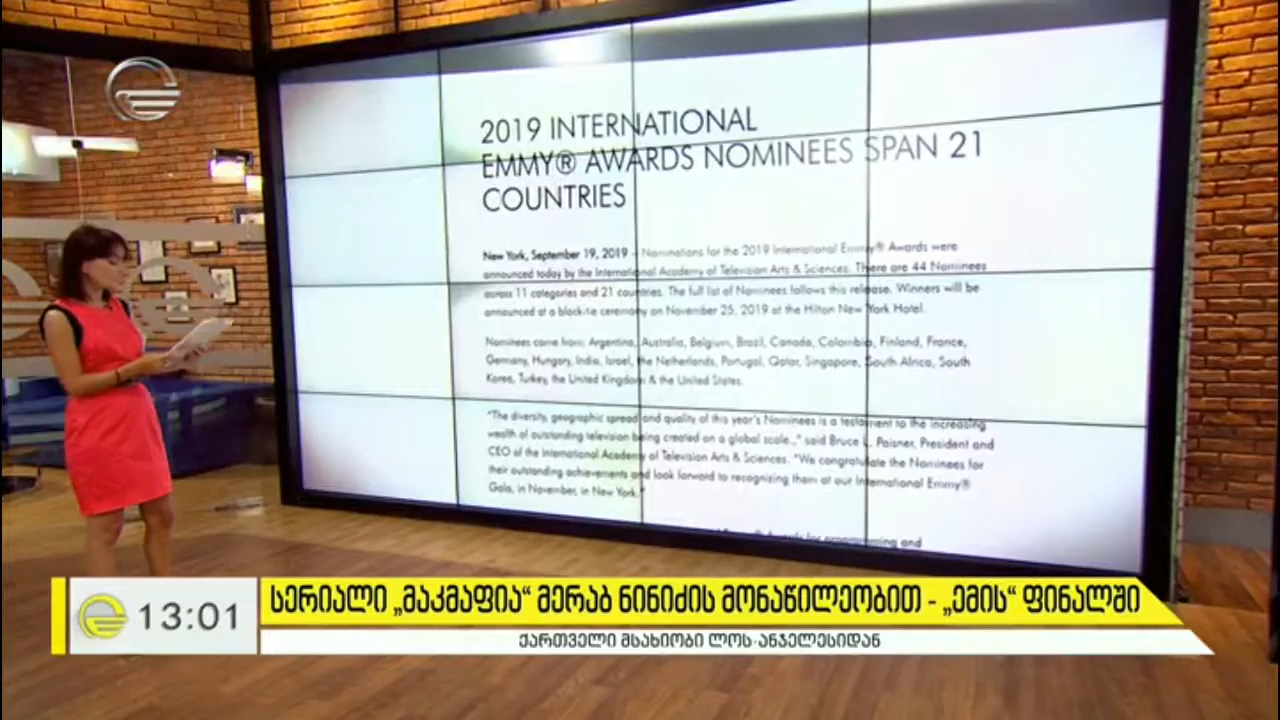 2019 INTERNATIONAL
EMMY® AWARDS NOMINEES SPAN 21
COUNTRIES
New York, September 19, 2019 – Nominations for the 2019 International Emmy® Awards were
announced today by the International Academy of Television Arts & Sciences. There are 44 Nominees
across 11 categories and 21 countries. The full list of Nominees follows this release. Winners will be
announced at a black-tie ceremony on November 25, 2019 at the Hilton New York Hotel.
Nominees come from: Argentina, Australia, Belgium, Brazil, Canada, Colombia, Finland, France,
Germany, Hungary, India, Israel, the Netherlands, Portugal, Qatar, Singapore, South Africa, South
Korea, Turkey, the United Kingdom & the United States.
"The diversity, geographic spread and quality of this year's Nominees is a testament to the increasing
wealth of outstanding television being created on a global scale.," said Bruce L. Paisner, President and
CEO of the International Academy of Television Arts & Sciences. "We congratulate the Nominees for
their outstanding achievements and look forward to recognizing them at our International Emmy®
Gala, in November, in New York."
for programming and
13:01
სერიალი „მაკმაფია“ მერაბ ნინიძის მონაწილეობით - „ემის“ ფინალში
ქართველი მსახიობი ლოს-ანჯელესიდან